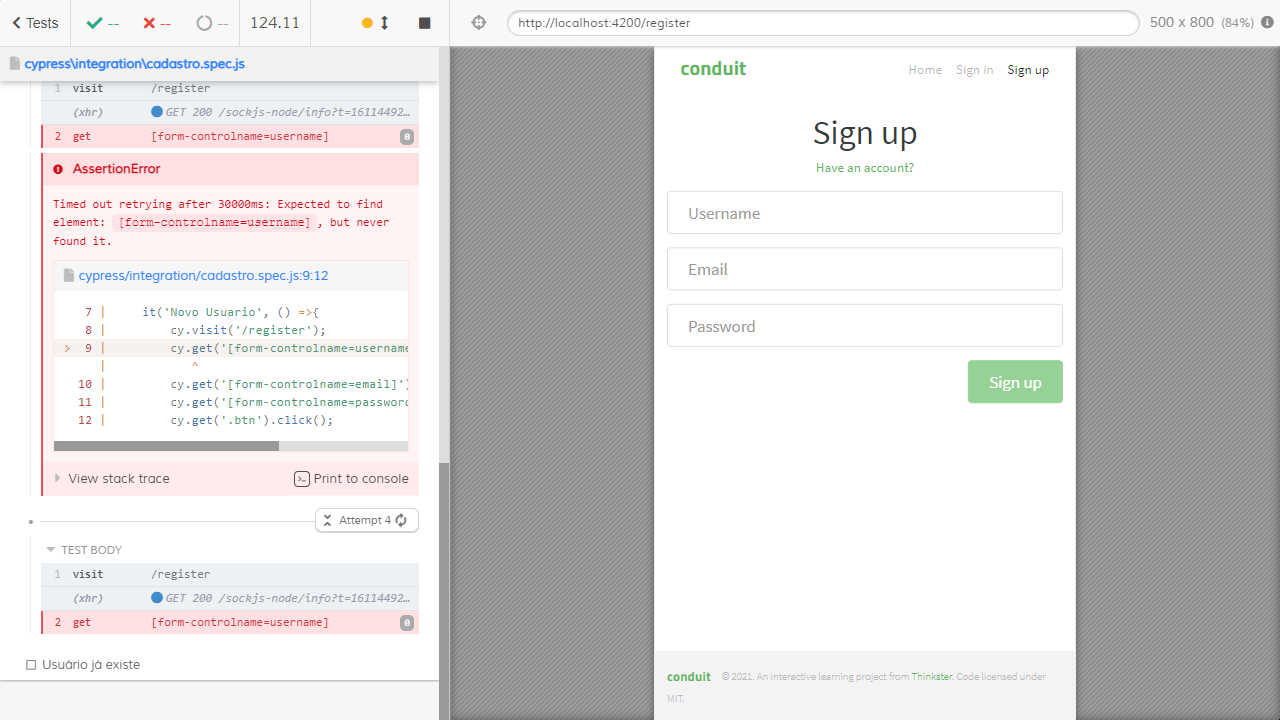 Tests
--
--
--
124.11
cypress\integration\cadastro.spec.js
1 visit /register
(xhr) GET 200 /sockjs-node/info?t=16114492…
2 get [form-controlname=username] 0
AssertionError
Timed out retrying after 30000ms: Expected to find
element: [form-controlname=username], but never
found it.
cypress/integration/cadastro.spec.js:9:12
7 | it('Novo Usuario', () =>{
8 | cy.visit('/register');
> 9 | cy.get('[form-controlname=username
| ^
10 | cy.get('[form-controlname=email]')
11 | cy.get('[form-controlname=passwor
12 | cy.get('.btn').click();
View stack trace
Print to console
Attempt 4
TEST BODY
1 visit /register
(xhr) GET 200 /sockjs-node/info?t=16114492…
2 get [form-controlname=username] 0
Usuário já existe
http://localhost:4200/register
500 x 800 (84%)
conduit
Home Sign in Sign up
Sign up
Have an account?
Username
Email
Password
Sign up
conduit © 2021. An interactive learning project from Thinkster. Code licensed under
MIT.